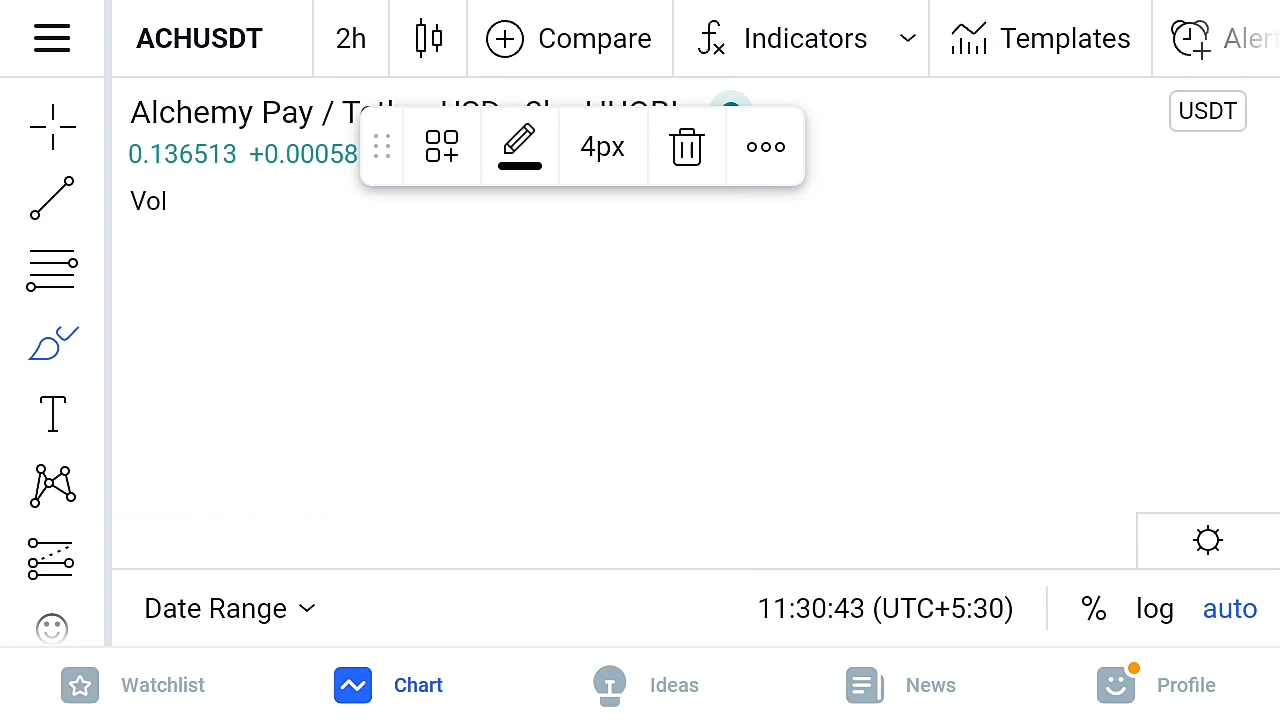 ACHUSDT 2h Compare Indicators Templates Aler
USDT
Alchemy Pay /
0.136513 +0.00058
4px
Vol
Date Range 11:30:43 (UTC+5:30) % log auto
Watchlist Chart Ideas News Profile